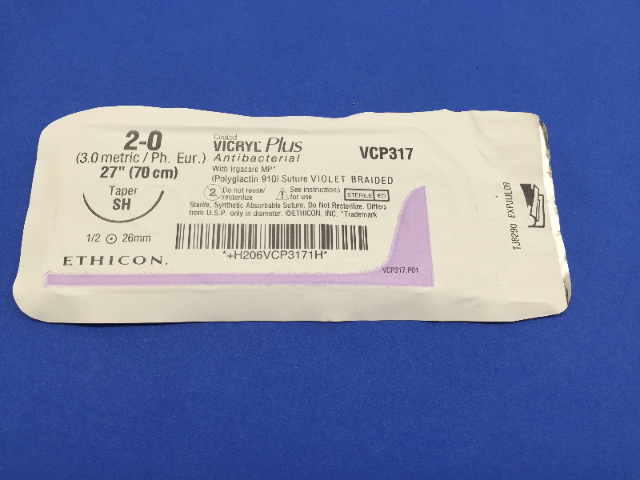 2-0
(3.0 metric / Ph. Eur.)
27" (70 cm)
Taper
SH
1/2 26mm
ETHICON.
Coated
VICRYL Plus
Antibacterial
With Irgacare MP*
(Polyglactin 910) Suture VIOLET BRAIDED
VCP317
2 Do not reuse/
resterilize
! See instructions
for use
STERILE EO
Sterile, Synthetic Absorbable Suture. Do Not Resterilize. Differs
from U.S.P. only in diameter. ©ETHICON, INC. *Trademark
*+H206VCP3171H*
VCP317.P01
TJ8290 EXPJUL09